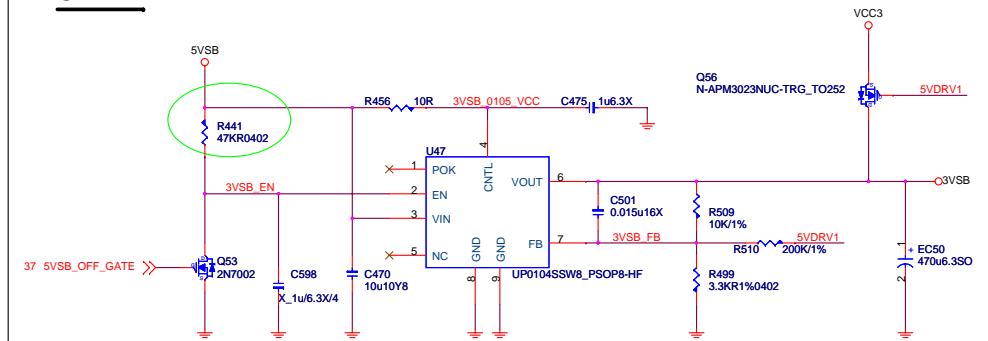 VCC3
5VSB
Q56
N-APM3023NUC-TRG_TO252
5VDRV1
R456 10R 3VSB_0105_VCC C475 1u6.3X
R441
47KR0402
U47
4
1 POK
CNTL
VOUT 6
3VSB
3VSB_EN 2 EN
C501
0.015u16X
R509
10K/1%
3 VIN
3VSB_FB
5VDRV1
FB 7
R510 200K/1%
5 NC
GND GND
1
+ EC50
470u6.3SO
2
37 5VSB_OFF_GATE
Q53
2N7002
C598
X_1u/6.3X/4
C470
10u10Y8
UP0104SSW8_PSOP8-HF
R499
3.3KR1%0402
8 9